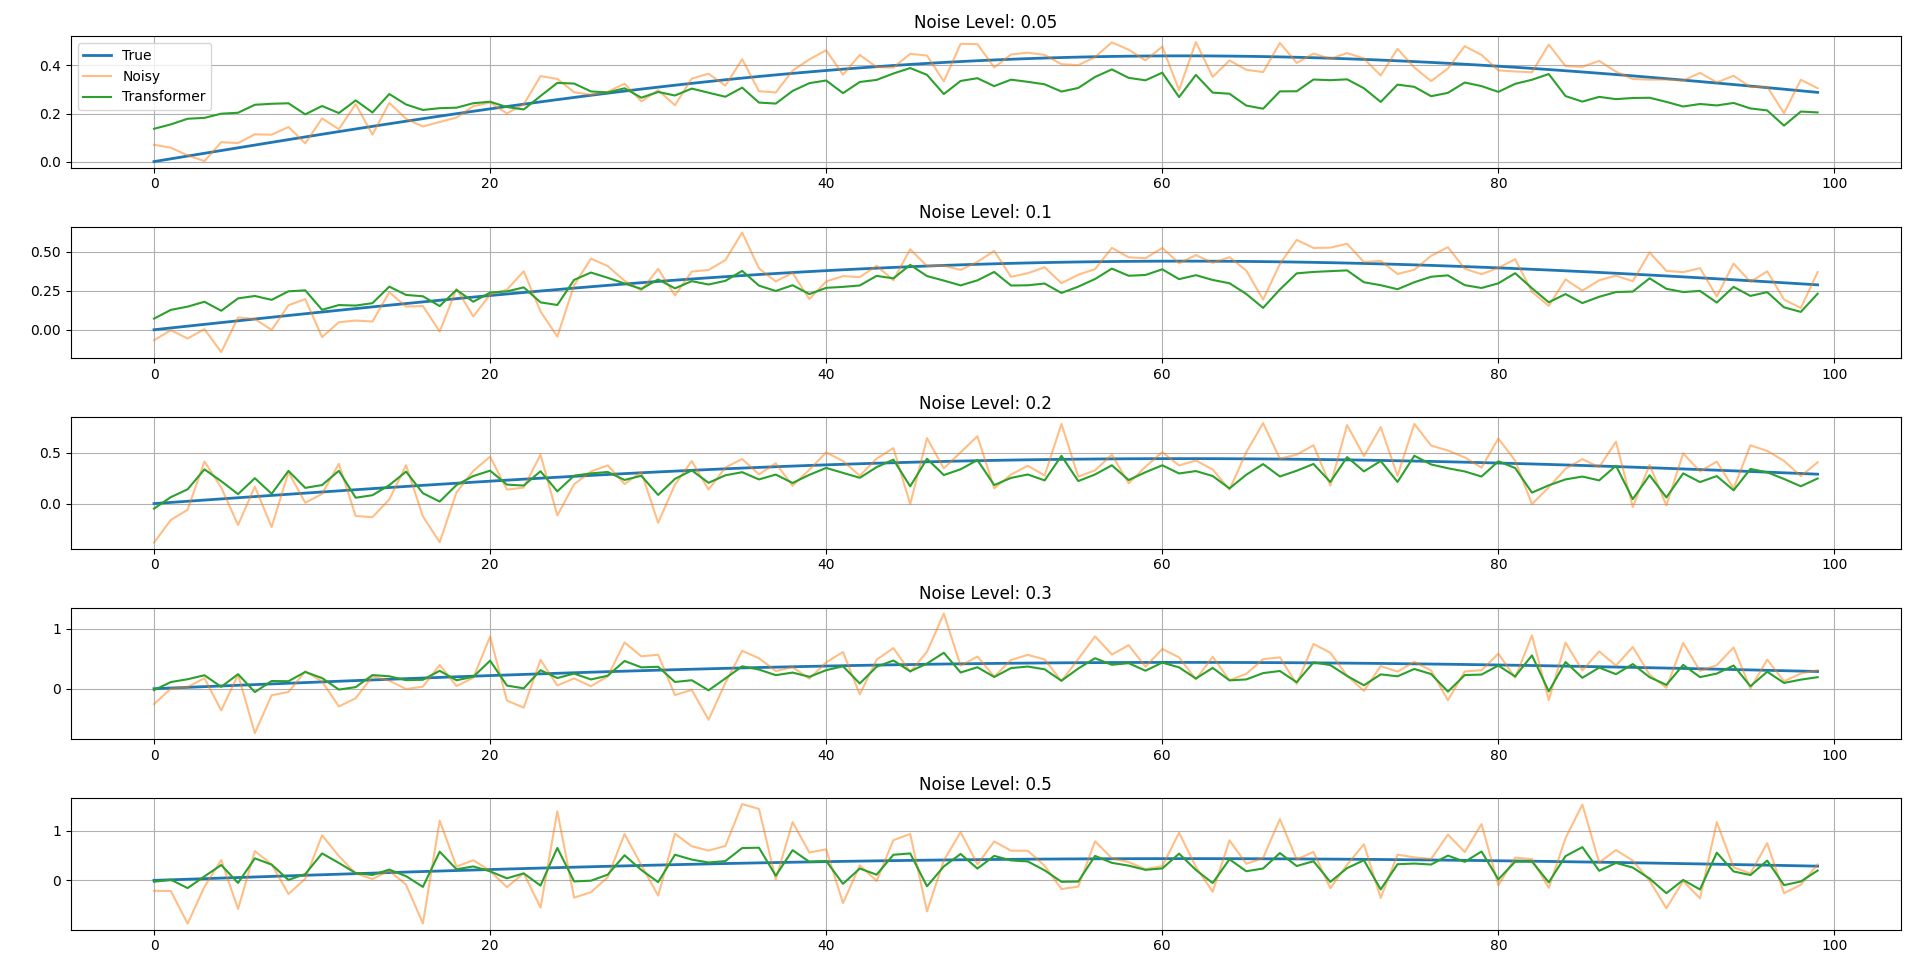 Noise Level: 0.05
True
Noisy
Transformer
0.4
0.2
0.0
0 20 40 60 80 100
Noise Level: 0.1
0.50
0.25
0.00
0 20 40 60 80 100
Noise Level: 0.2
0.5
0.0
0 20 40 60 80 100
Noise Level: 0.3
1
0
0 20 40 60 80 100
Noise Level: 0.5
1
0
0 20 40 60 80 100